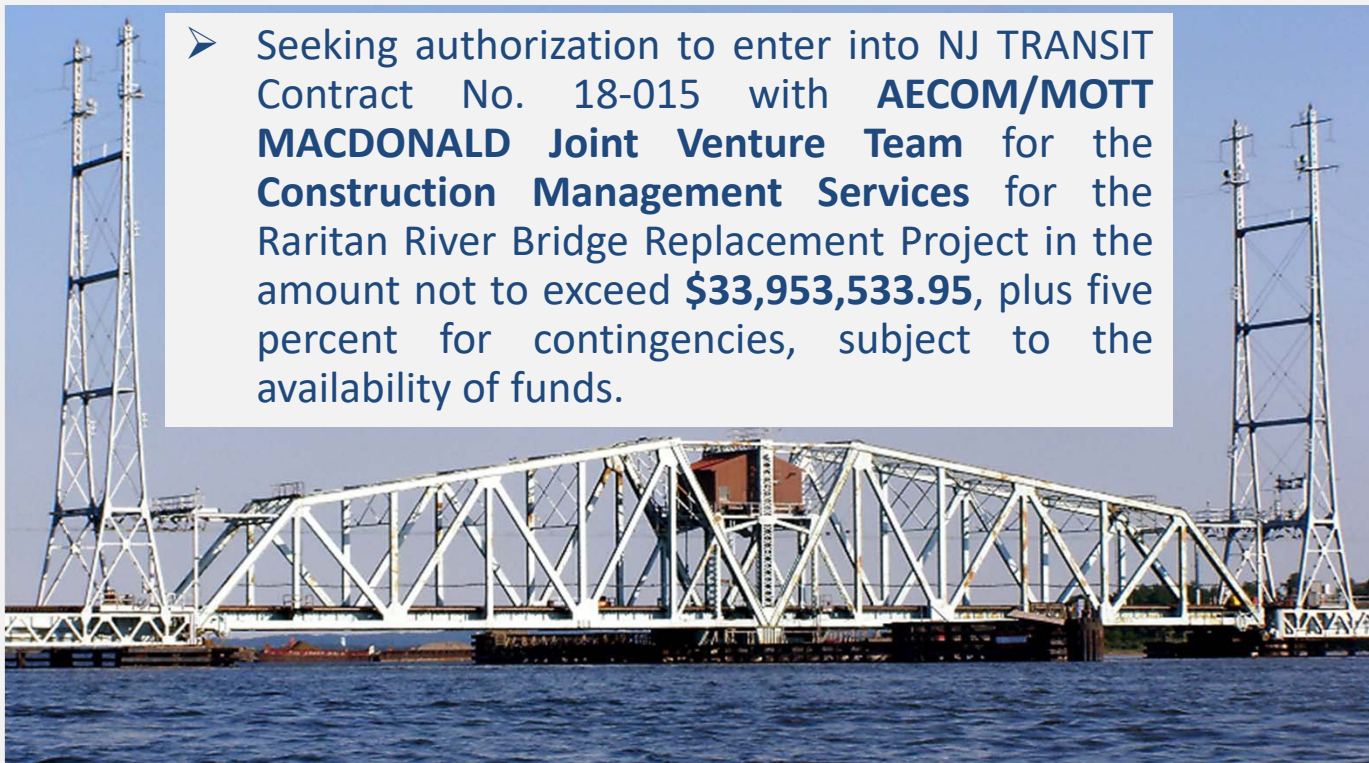 ➢ Seeking authorization to enter into NJ TRANSIT
Contract No. 18-015 with AECOM/MOTT
MACDONALD Joint Venture Team for the
Construction Management Services for the
Raritan River Bridge Replacement Project in the
amount not to exceed $33,953,533.95, plus five
percent for contingencies, subject to the
availability of funds.